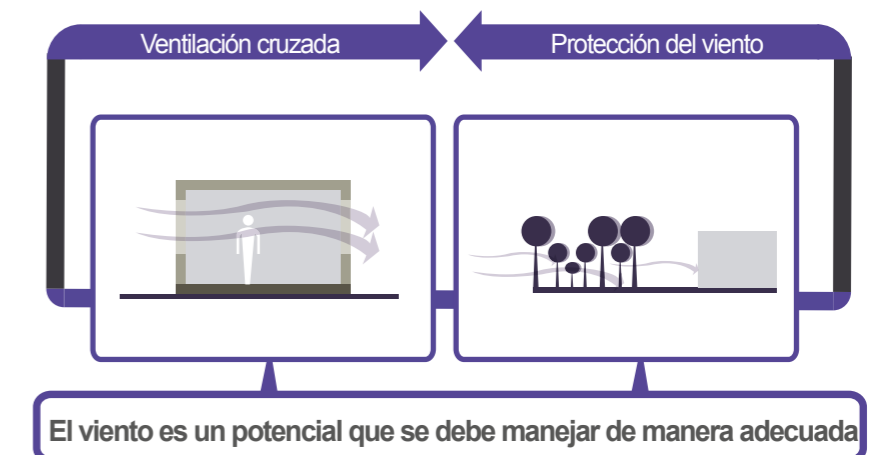 Ventilación cruzada
Protección del viento
El viento es un potencial que se debe manejar de manera adecuada